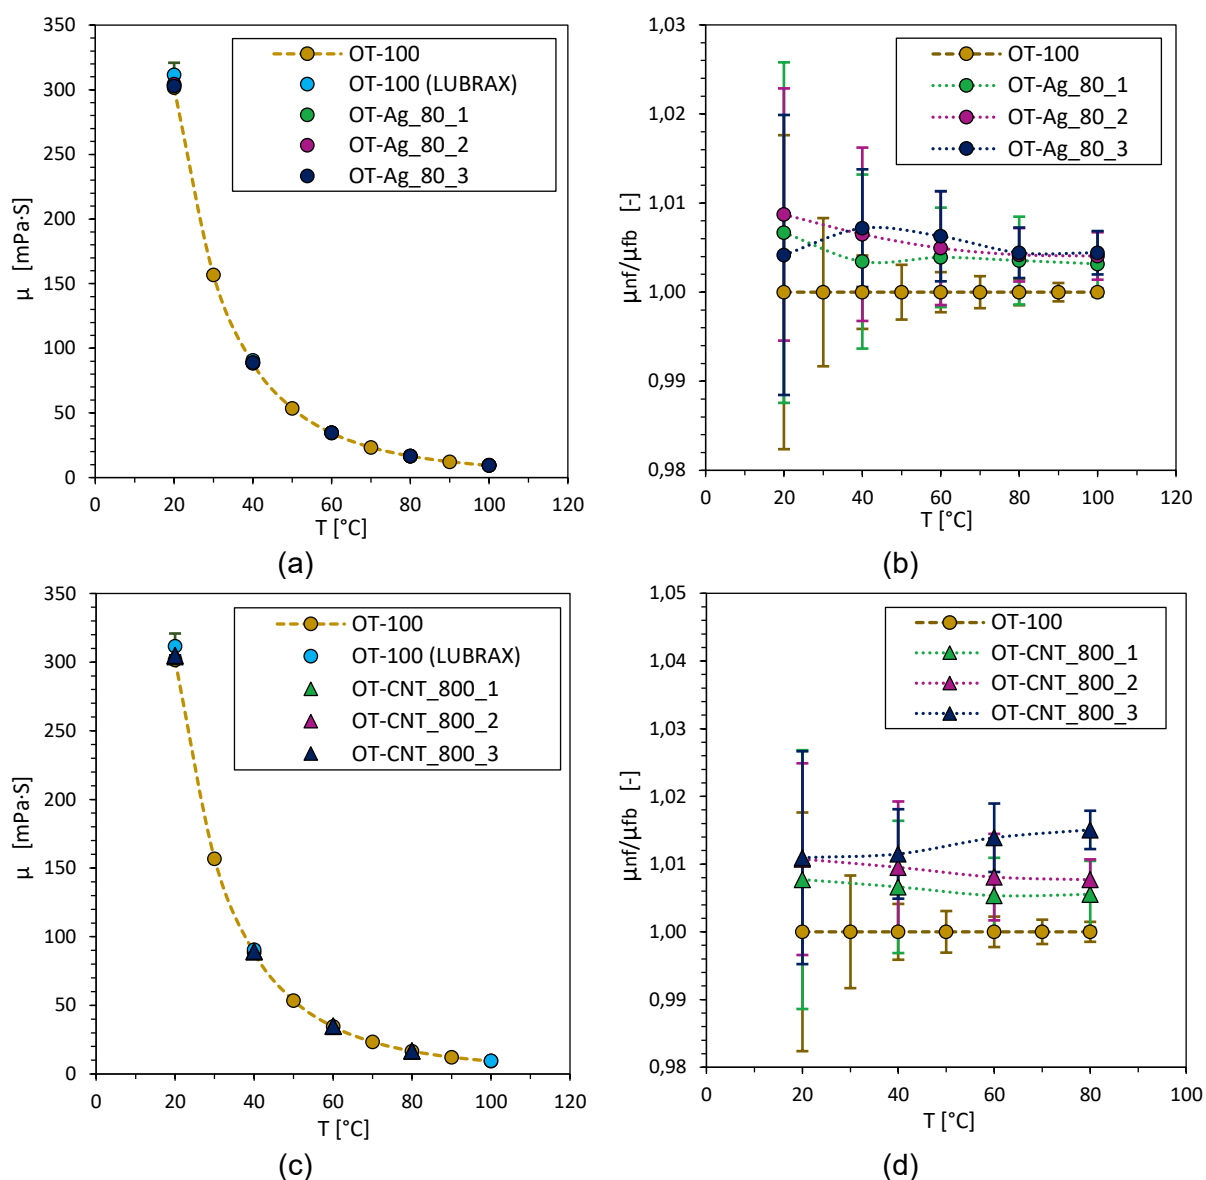 350
300
250
200
150
100
50
0
μ [mPa·S]
OT-100
OT-100 (LUBRAX)
OT-Ag_80_1
OT-Ag_80_2
OT-Ag_80_3
0 20 40 60 80 100 120
T [°C]
(a)
1,03
1,02
1,01
1,00
0,99
0,98
μnf/μfb [-]
OT-100
OT-Ag_80_1
OT-Ag_80_2
OT-Ag_80_3
0 20 40 60 80 100 120
T [°C]
(b)
350
300
250
200
150
100
50
0
μ [mPa·S]
OT-100
OT-100 (LUBRAX)
OT-CNT_800_1
OT-CNT_800_2
OT-CNT_800_3
0 20 40 60 80 100 120
T [°C]
(c)
1,05
1,04
1,03
1,02
1,01
1,00
0,99
0,98
μnf/μfb [-]
OT-100
OT-CNT_800_1
OT-CNT_800_2
OT-CNT_800_3
0 20 40 60 80 100
T [°C]
(d)